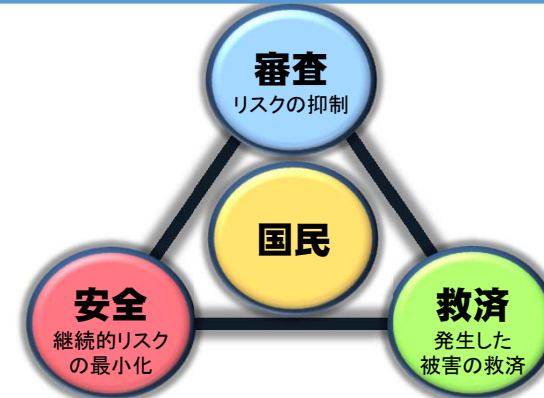 審査
リスクの抑制
国民
安全
継続的リスク
の最小化
救済
発生した
被害の救済